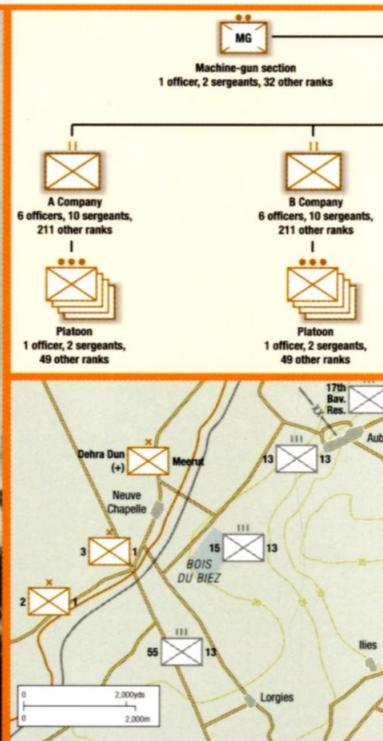 MG
Machine-gun section
1 officer, 2 sergeants, 32 other ranks
A Company
6 officers, 10 sergeants,
211 other ranks
B Company
6 officers, 10 sergeants,
211 other ranks
Platoon
1 officer, 2 sergeants,
49 other ranks
Platoon
1 officer, 2 sergeants,
49 other ranks
17th
Bav.
Res.
XX
Aub
Dehra Dun
(+)
Meerut
13 13
Neuve
Chapelle
3 1
15 13
BOIS
DU BIEZ
2 1
55 13
Illies
Lorgies
0 2,000yds
0 2,000m